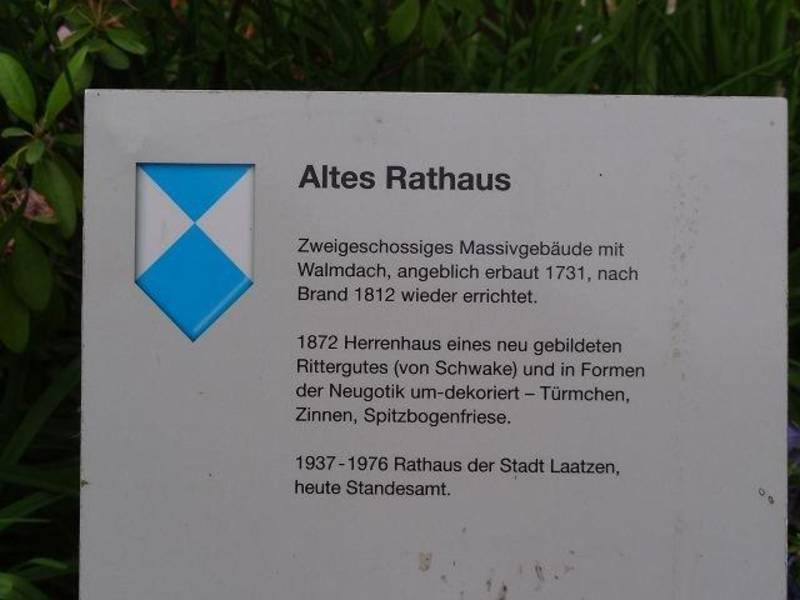 Altes Rathaus
Zweigeschossiges Massivgebäude mit
Walmdach, angeblich erbaut 1731, nach
Brand 1812 wieder errichtet.
1872 Herrenhaus eines neu gebildeten
Rittergutes (von Schwake) und in Formen
der Neugotik um-dekoriert – Türmchen,
Zinnen, Spitzbogenfriese.
1937-1976 Rathaus der Stadt Laatzen,
heute Standesamt.